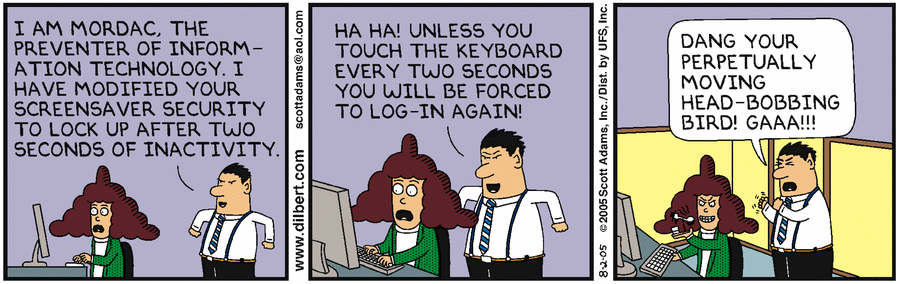 I AM MORDAC, THE
PREVENTER OF INFORM-
ATION TECHNOLOGY. I
HAVE MODIFIED YOUR
SCREENSAVER SECURITY
TO LOCK UP AFTER TWO
SECONDS OF INACTIVITY.
www.dilbert.com
scottadams@aol.com
HA HA! UNLESS YOU
TOUCH THE KEYBOARD
EVERY TWO SECONDS
YOU WILL BE FORCED
TO LOG-IN AGAIN!
8-2-05
©2005 Scott Adams, Inc./Dist. by UFS, Inc.
DANG YOUR
PERPETUALLY
MOVING
HEAD-BOBBING
BIRD! GAAA!!!